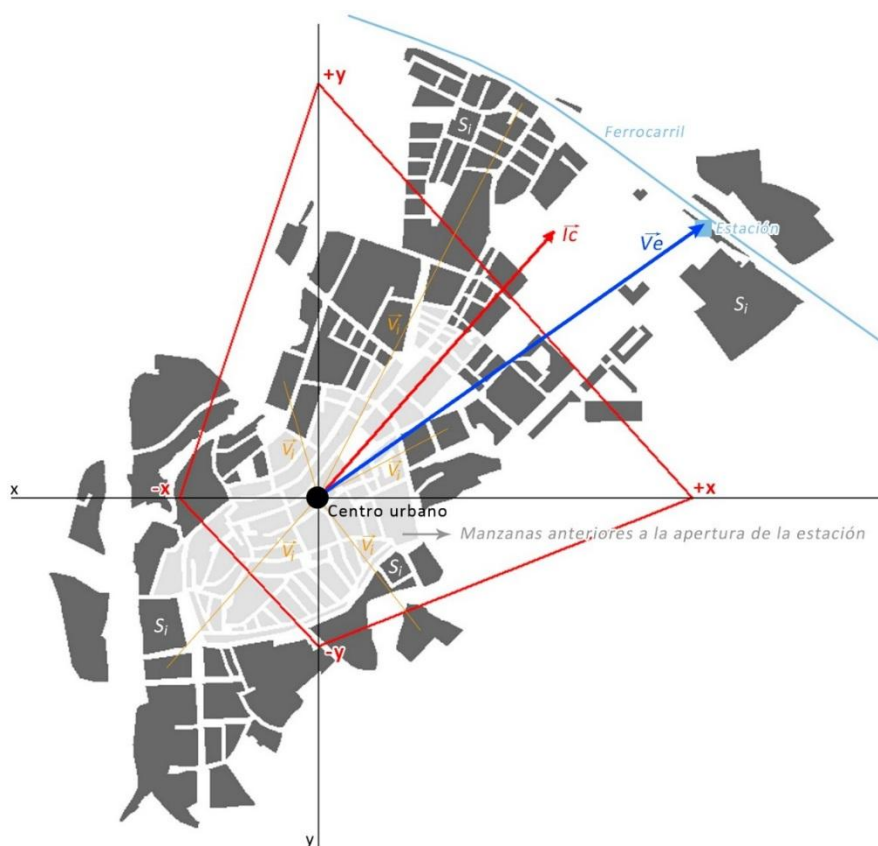 +y
Ferrocarril
Si
Estación
Ic
Ve
Si
Vi
Vi
Vi
x
-x
+x
Centro urbano
Manzanas anteriores a la apertura de la estación
Vi
Vi
Si
Si
-y
y